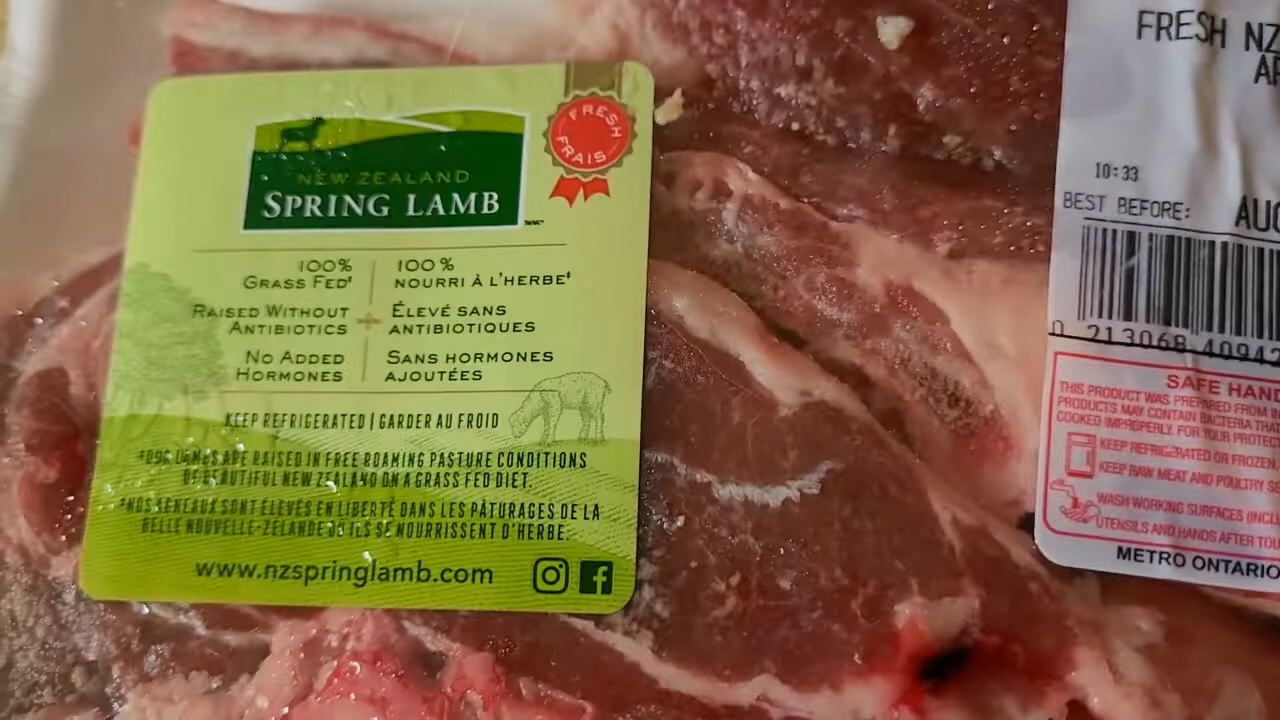 NEW ZEALAND
SPRING LAMB
FRESH
FRAIS
100%
GRASS FED‡
RAISED WITHOUT
ANTIBIOTICS
NO ADDED
HORMONES
100%
NOURRI À L'HERBE‡
ÉLEVÉ SANS
ANTIBIOTIQUES
SANS HORMONES
AJOUTÉES
KEEP REFRIGERATED | GARDER AU FROID
‡OUR LAMBS ARE RAISED IN FREE ROAMING PASTURE CONDITIONS
OF BEAUTIFUL NEW ZEALAND ON A GRASS FED DIET.
‡NOS AGNEAUX SONT ÉLEVÉS EN LIBERTÉ DANS LES PÂTURAGES DE LA
BELLE NOUVELLE-ZÉLANDE OÙ ILS SE NOURRISSENT D'HERBE.
www.nzspringlamb.com
FRESH NZ
10:33
BEST BEFORE: AUG
0 213068 40942
SAFE HAND
THIS PRODUCT WAS PREPARED FROM
PRODUCTS MAY CONTAIN BACTERIA THAT
COOKED IMPROPERLY. FOR YOUR PROTEC
KEEP REFRIGERATED OR FROZEN
KEEP RAW MEAT AND POULTRY SE
WASH WORKING SURFACES (INCL
UTENSILS AND HANDS AFTER TOU
METRO ONTARIO